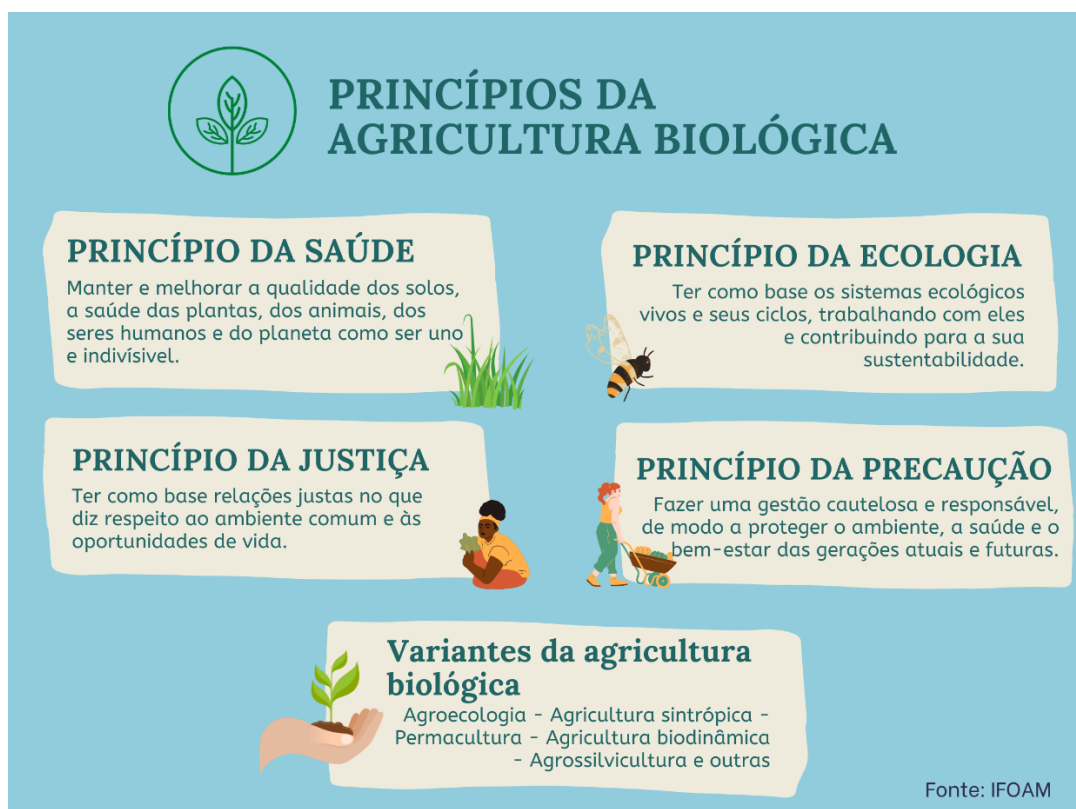 PRINCÍPIOS DA
AGRICULTURA BIOLÓGICA
PRINCÍPIO DA SAÚDE
Manter e melhorar a qualidade dos solos,
a saúde das plantas, dos animais, dos
seres humanos e do planeta como ser uno
e indivísivel.
PRINCÍPIO DA ECOLOGIA
Ter como base os sistemas ecológicos
vivos e seus ciclos, trabalhando com eles
e contribuindo para a sua
sustentabilidade.
PRINCÍPIO DA JUSTIÇA
Ter como base relações justas no que
diz respeito ao ambiente comum e às
oportunidades de vida.
PRINCÍPIO DA PRECAUÇÃO
Fazer uma gestão cautelosa e responsável,
de modo a proteger o ambiente, a saúde e o
bem-estar das gerações atuais e futuras.
Variantes da agricultura
biológica
Agroecologia - Agricultura sintrópica -
Permacultura - Agricultura biodinâmica
- Agrossilvicultura e outras
Fonte: IFOAM